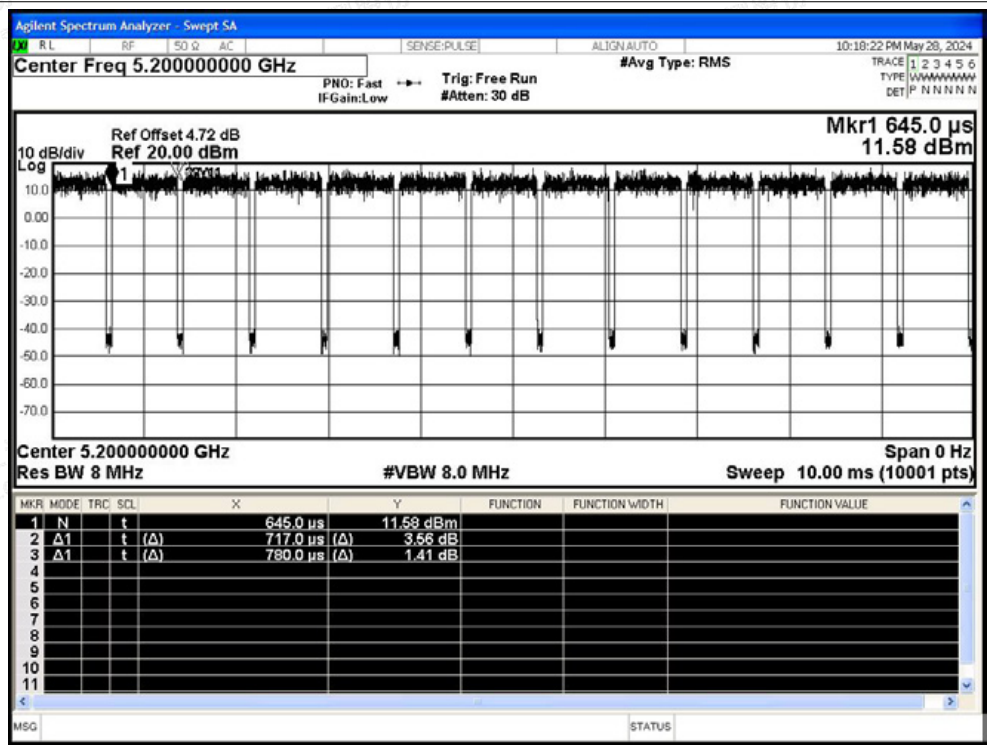 Agilent Spectrum Analyzer - Swept SA
RL RF 50 Ω AC SENSE:PULSE ALIGN AUTO 10:18:22 PM May 28, 2024
Center Freq 5.200000000 GHz #Avg Type: RMS TRACE 1 2 3 4 5 6
PNO: Fast Trig: Free Run TYPE WWWWWW
IFGain:Low #Atten: 30 dB DET P N N N N N
Mkr1 645.0 µs
11.58 dBm
Ref Offset 4.72 dB
10 dB/div Ref 20.00 dBm
Log
1
10.0
0.00
-10.0
-20.0
-30.0
-40.0
-50.0
-60.0
-70.0
Center 5.200000000 GHz Span 0 Hz
Res BW 8 MHz #VBW 8.0 MHz Sweep 10.00 ms (10001 pts)
MKR MODE TRC SCL X Y FUNCTION FUNCTION WIDTH FUNCTION VALUE
1 N t 645.0 µs 11.58 dBm
2 Δ1 t (Δ) 717.0 µs (Δ) 3.56 dB
3 Δ1 t (Δ) 780.0 µs (Δ) 1.41 dB
4
5
6
7
8
9
10
11
MSG STATUS